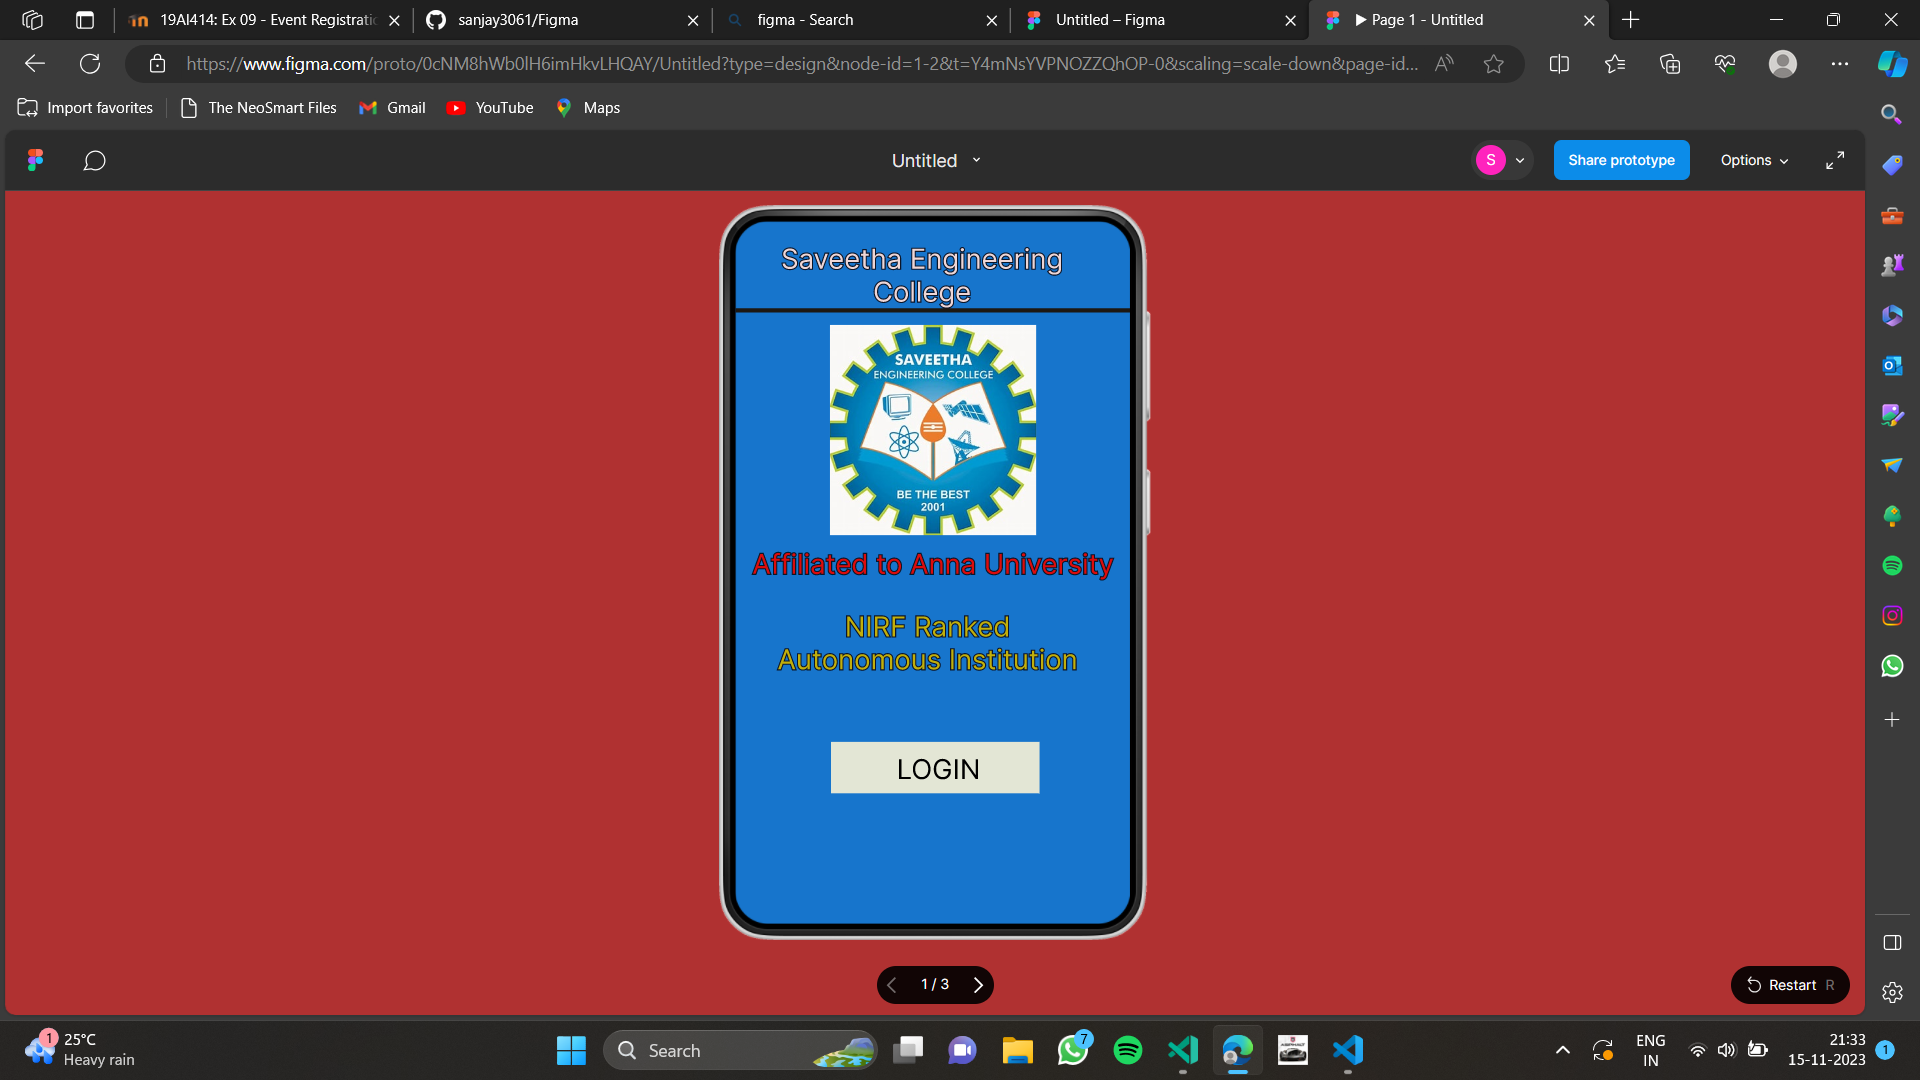 19AI414: Ex 09 - Event Registratic
sanjay3061/Figma
figma - Search
Untitled – Figma
▶ Page 1 - Untitled
https://www.figma.com/proto/0cNM8hWb0lH6imHkvLHQAY/Untitled?type=design&node-id=1-2&t=Y4mNsYVPNOZZQhOP-0&scaling=scale-down&page-id...
Import favorites
The NeoSmart Files
Gmail
YouTube
Maps
Untitled
S
Share prototype
Options
Saveetha Engineering
College
SAVEETHA
ENGINEERING COLLEGE
BE THE BEST
2001
Affiliated to Anna University
NIRF Ranked
Autonomous Institution
LOGIN
1 / 3
Restart R
1
25°C
Heavy rain
Search
7
ENG
IN
21:33
15-11-2023
1